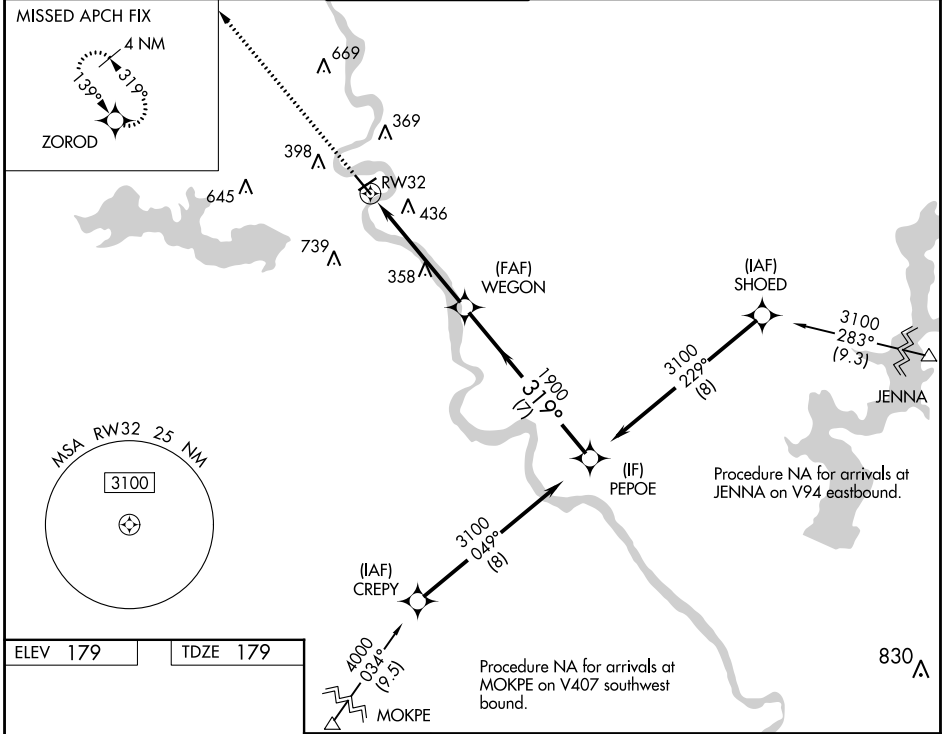 MISSED APCH FIX
4 NM
139°
319°
ZOROD
669
369
398
RW32
645
436
739
358
(FAF)
WEGON
(IAF)
SHOED
3100
283°
(9.3)
JENNA
3100
229°
(8)
1900
319°
(7)
(IF)
PEPOE
Procedure NA for arrivals at
JENNA on V94 eastbound.
MSA RW32 25 NM
3100
3100
049°
(8)
(IAF)
CREPY
4000
034°
(9.5)
MOKPE
Procedure NA for arrivals at
MOKPE on V407 southwest
bound.
830
ELEV 179
TDZE 179